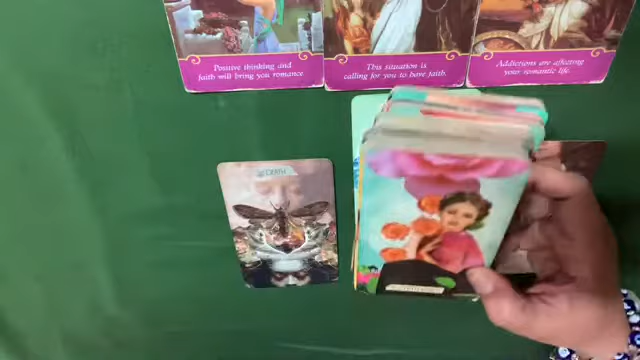 Positive thinking and
faith will bring you romance
This situation is
calling for you to have faith.
Addictions are affecting
your romantic life.
DEATH